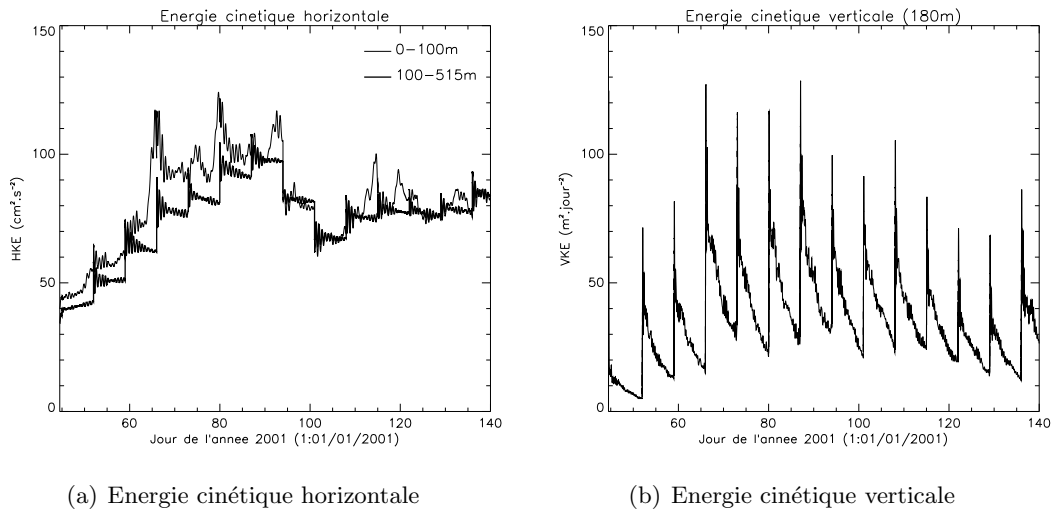 Energie cinetique horizontale
150
100
50
0
HKE (cm².s⁻²)
0−100m
100−515m
60
80
100
120
140
Jour de l'annee 2001 (1:01/01/2001)
(a) Energie cinétique horizontale
Energie cinetique verticale (180m)
150
100
50
0
VKE (m².jour⁻²)
60
80
100
120
140
Jour de l'annee 2001 (1:01/01/2001)
(b) Energie cinétique verticale